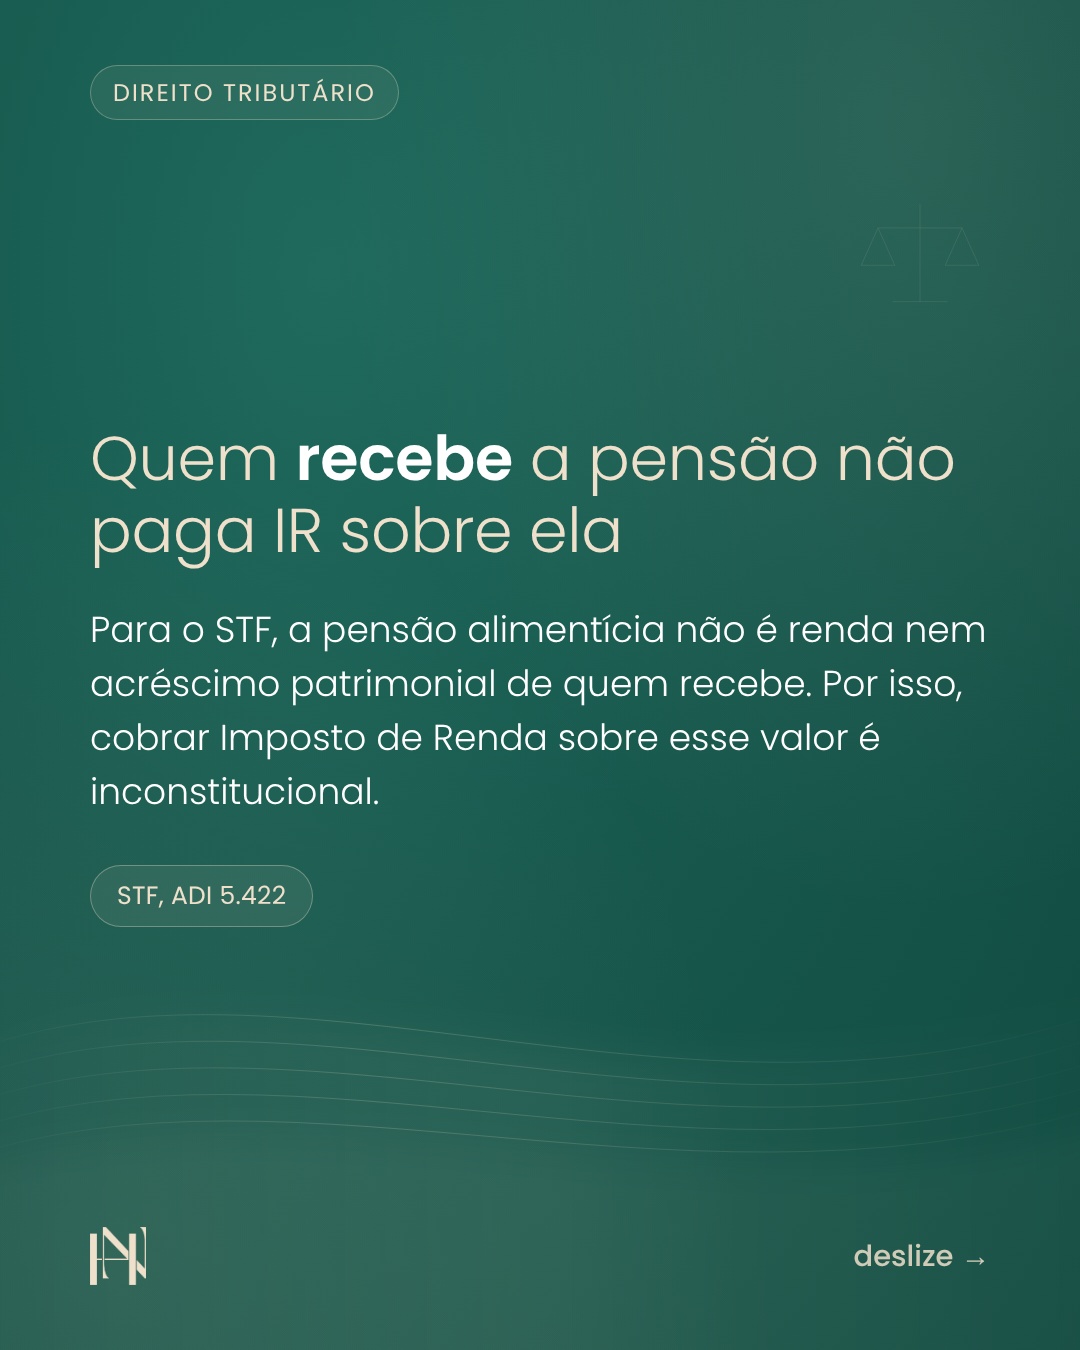 DIREITO TRIBUTÁRIO
Quem recebe a pensão não
paga IR sobre ela
Para o STF, a pensão alimentícia não é renda nem
acréscimo patrimonial de quem recebe. Por isso,
cobrar Imposto de Renda sobre esse valor é
inconstitucional.
STF, ADI 5.422
deslize →